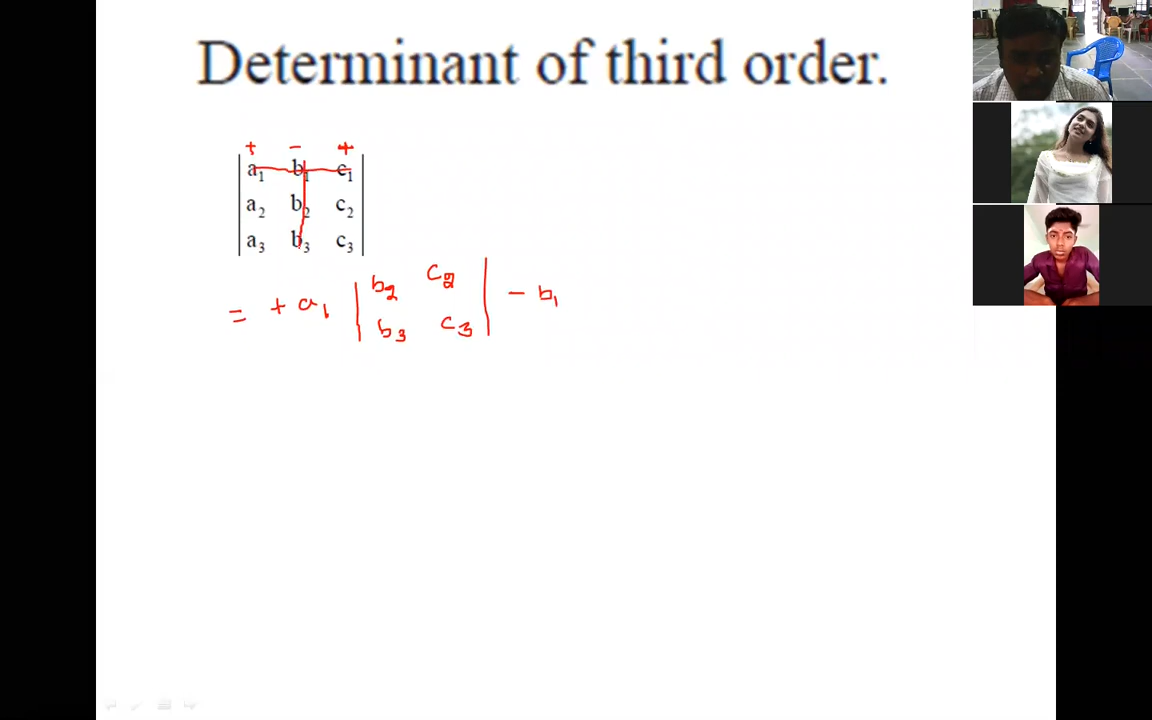 Determinant of third order.
+ - +
a₁ b₁ c₁
a₂ b₂ c₂
a₃ b₃ c₃
= + a₁ | b₂ c₂ | - b₁
b₃ c₃